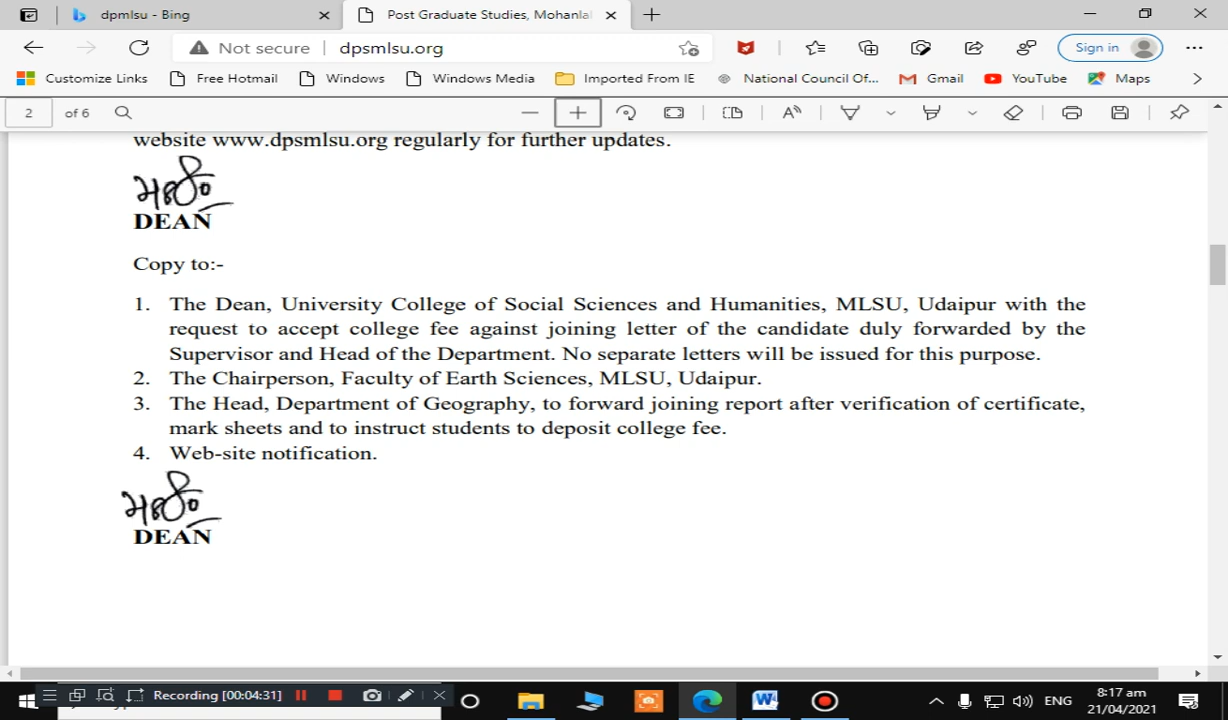 dpmlsu - Bing
Post Graduate Studies, Mohanlal
Not secure
dpsmlsu.org
Sign in
Customize Links
Free Hotmail
Windows
Windows Media
Imported From IE
National Council Of...
Gmail
YouTube
Maps
2 of 6
website www.dpsmlsu.org regularly for further updates.
DEAN
Copy to:-
1. The Dean, University College of Social Sciences and Humanities, MLSU, Udaipur with the
request to accept college fee against joining letter of the candidate duly forwarded by the
Supervisor and Head of the Department. No separate letters will be issued for this purpose.
2. The Chairperson, Faculty of Earth Sciences, MLSU, Udaipur.
3. The Head, Department of Geography, to forward joining report after verification of certificate,
mark sheets and to instruct students to deposit college fee.
4. Web-site notification.
DEAN
Recording [00:04:31]
ENG
8:17 am
21/04/2021